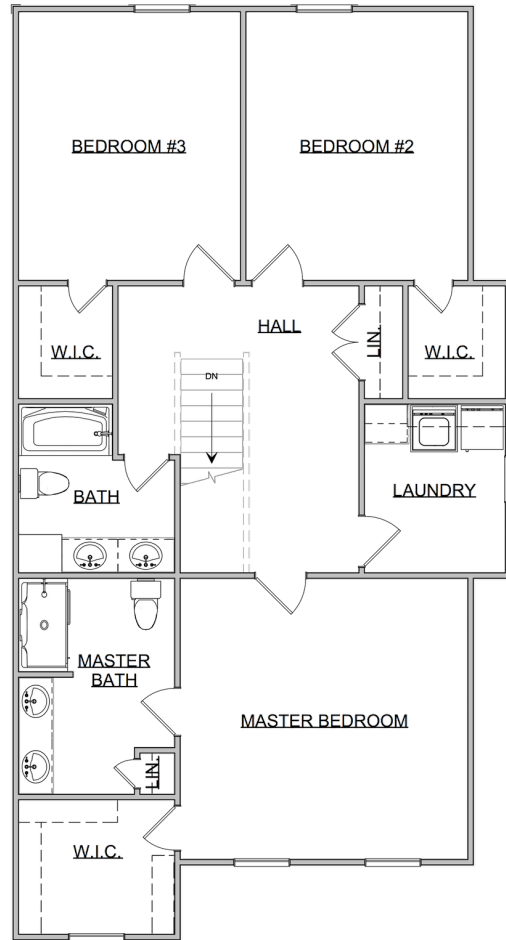 BEDROOM #3
BEDROOM #2
HALL
W.I.C.
LIN.
W.I.C.
DN
BATH
LAUNDRY
MASTER
BATH
MASTER BEDROOM
LIN.
W.I.C.